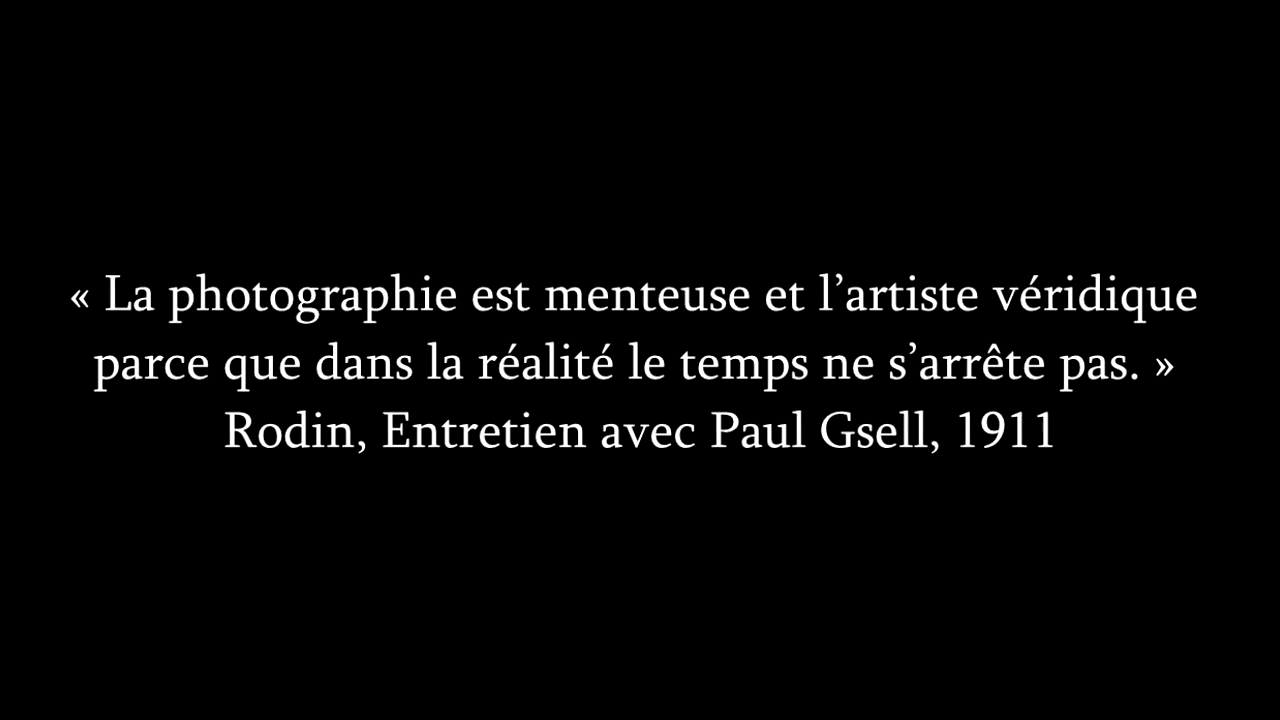 « La photographie est menteuse et l’artiste véridique
parce que dans la réalité le temps ne s’arrête pas. »
Rodin, Entretien avec Paul Gsell, 1911